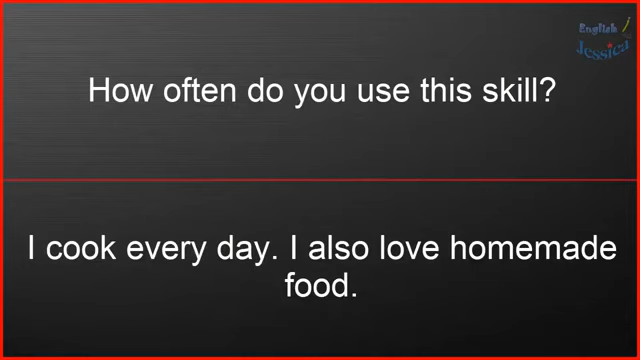 English
Jessica
How often do you use this skill?
I cook every day. I also love homemade
food.